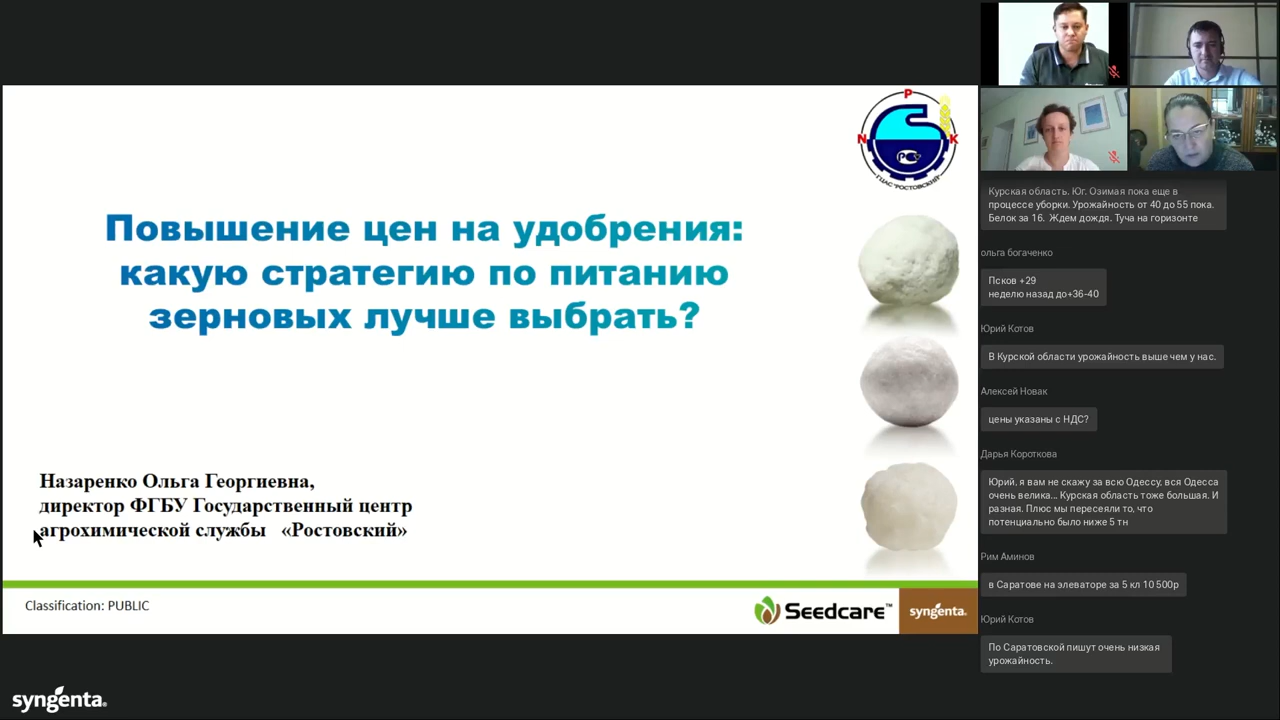 P
N
K
РСТ
ГЦАС "РОСТОВСКИЙ"
Повышение цен на удобрения:
какую стратегию по питанию
зерновых лучше выбрать?
Назаренко Ольга Георгиевна,
директор ФГБУ Государственный центр
агрохимической службы «Ростовский»
Classification: PUBLIC
Seedcare™
syngenta.
syngenta®
Курская область. Юг. Озимая пока еще в
процессе уборки. Урожайность от 40 до 55 пока.
Белок за 16. Ждем дождя. Туча на горизонте
ольга богаченко
Псков +29
неделю назад до+36-40
Юрий Котов
В Курской области урожайность выше чем у нас.
Алексей Новак
цены указаны с НДС?
Дарья Короткова
Юрий, я вам не скажу за всю Одессу, вся Одесса
очень велика... Курская область тоже большая. И
разная. Плюс мы пересеяли то, что
потенциально было ниже 5 тн
Рим Аминов
в Саратове на элеваторе за 5 кл 10 500р
Юрий Котов
По Саратовской пишут очень низкая
урожайность.